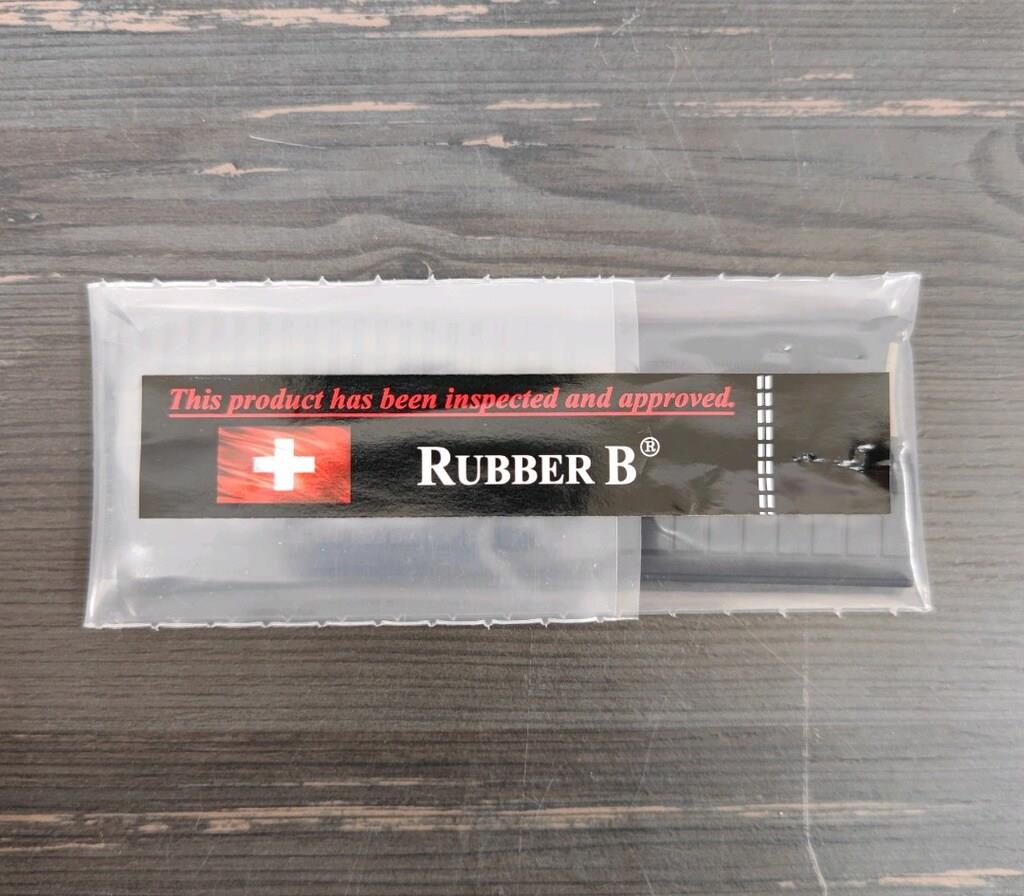 This product has been inspected and approved.
RUBBER B®